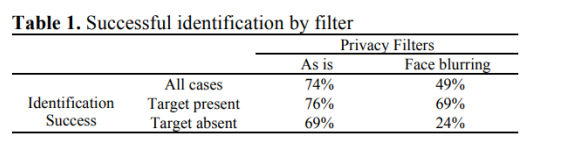 Table 1. Successful identification by filter
Privacy Filters
As is Face blurring
All cases 74% 49%
Identification Target present 76% 69%
Success Target absent 69% 24%